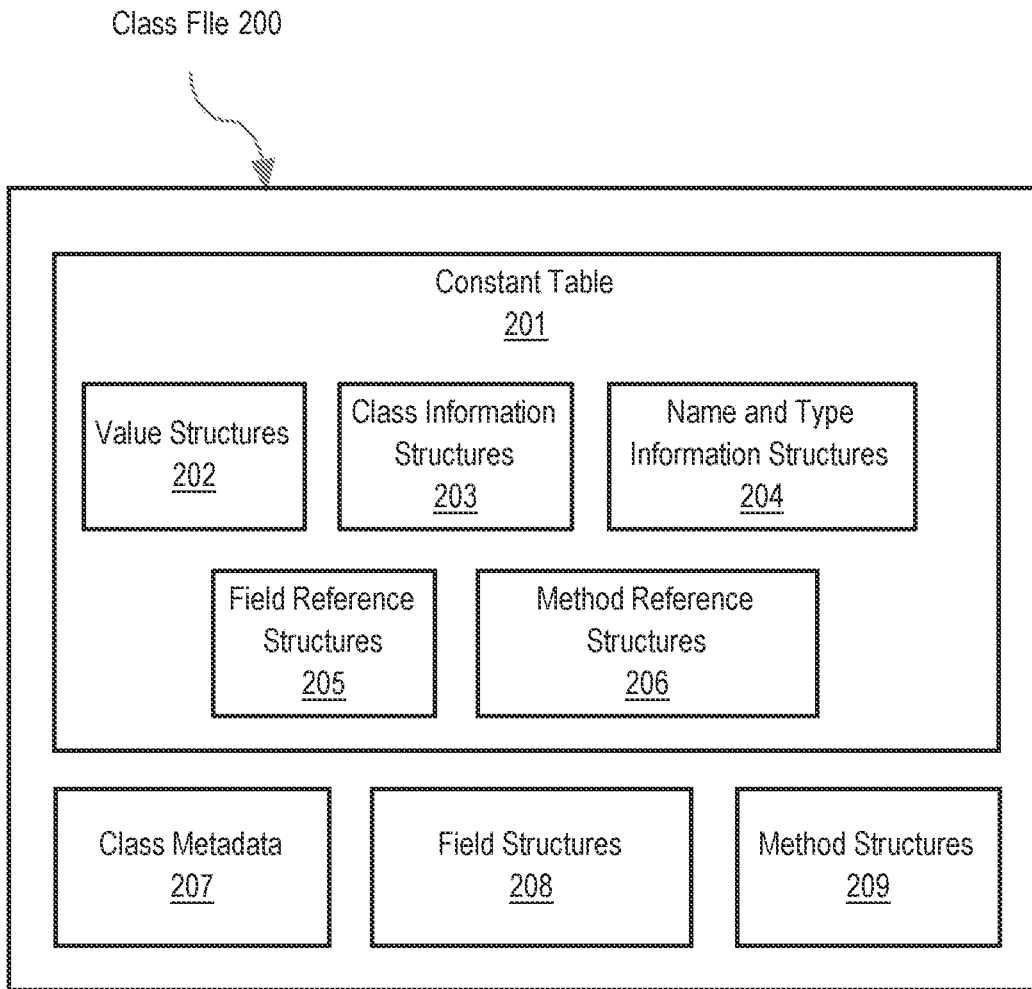 Class FIle 200
Constant Table
201
Value Structures
202
Class Information
Structures
203
Name and Type
Information Structures
204
Field Reference
Structures
205
Method Reference
Structures
206
Class Metadata
207
Field Structures
208
Method Structures
209